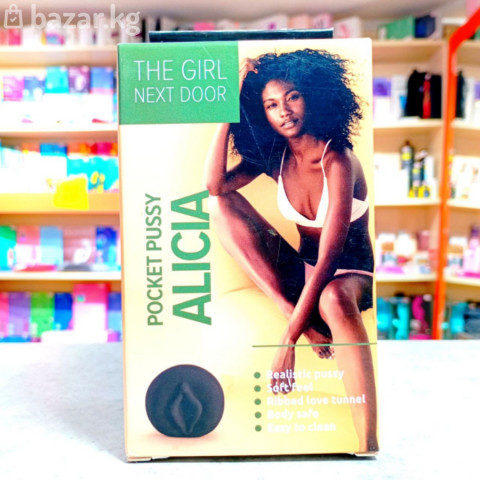 bazar.kg
THE GIRL
NEXT DOOR
POCKET PUSSY
ALICIA
Realistic pussy
Soft feel
Ribbed love tunnel
Body safe
Easy to clean